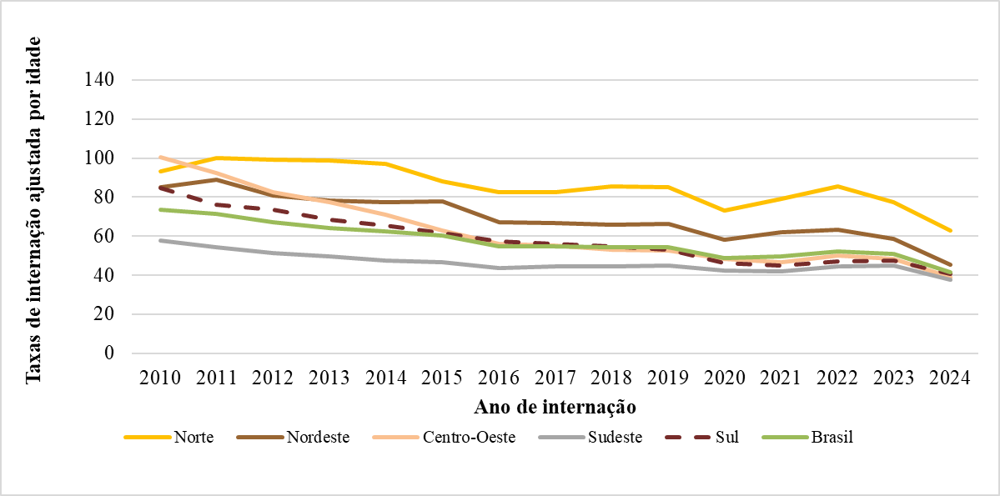 Taxas de internação ajustada por idade
140
120
100
80
60
40
20
0
2010 2011 2012 2013 2014 2015 2016 2017 2018 2019 2020 2021 2022 2023 2024
Ano de internação
Norte Nordeste Centro-Oeste Sudeste Sul Brasil